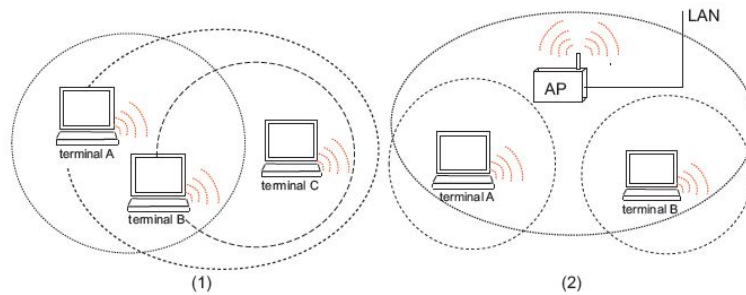 terminal A
terminal B
terminal C
(1)
LAN
AP
terminal A
terminal B
(2)